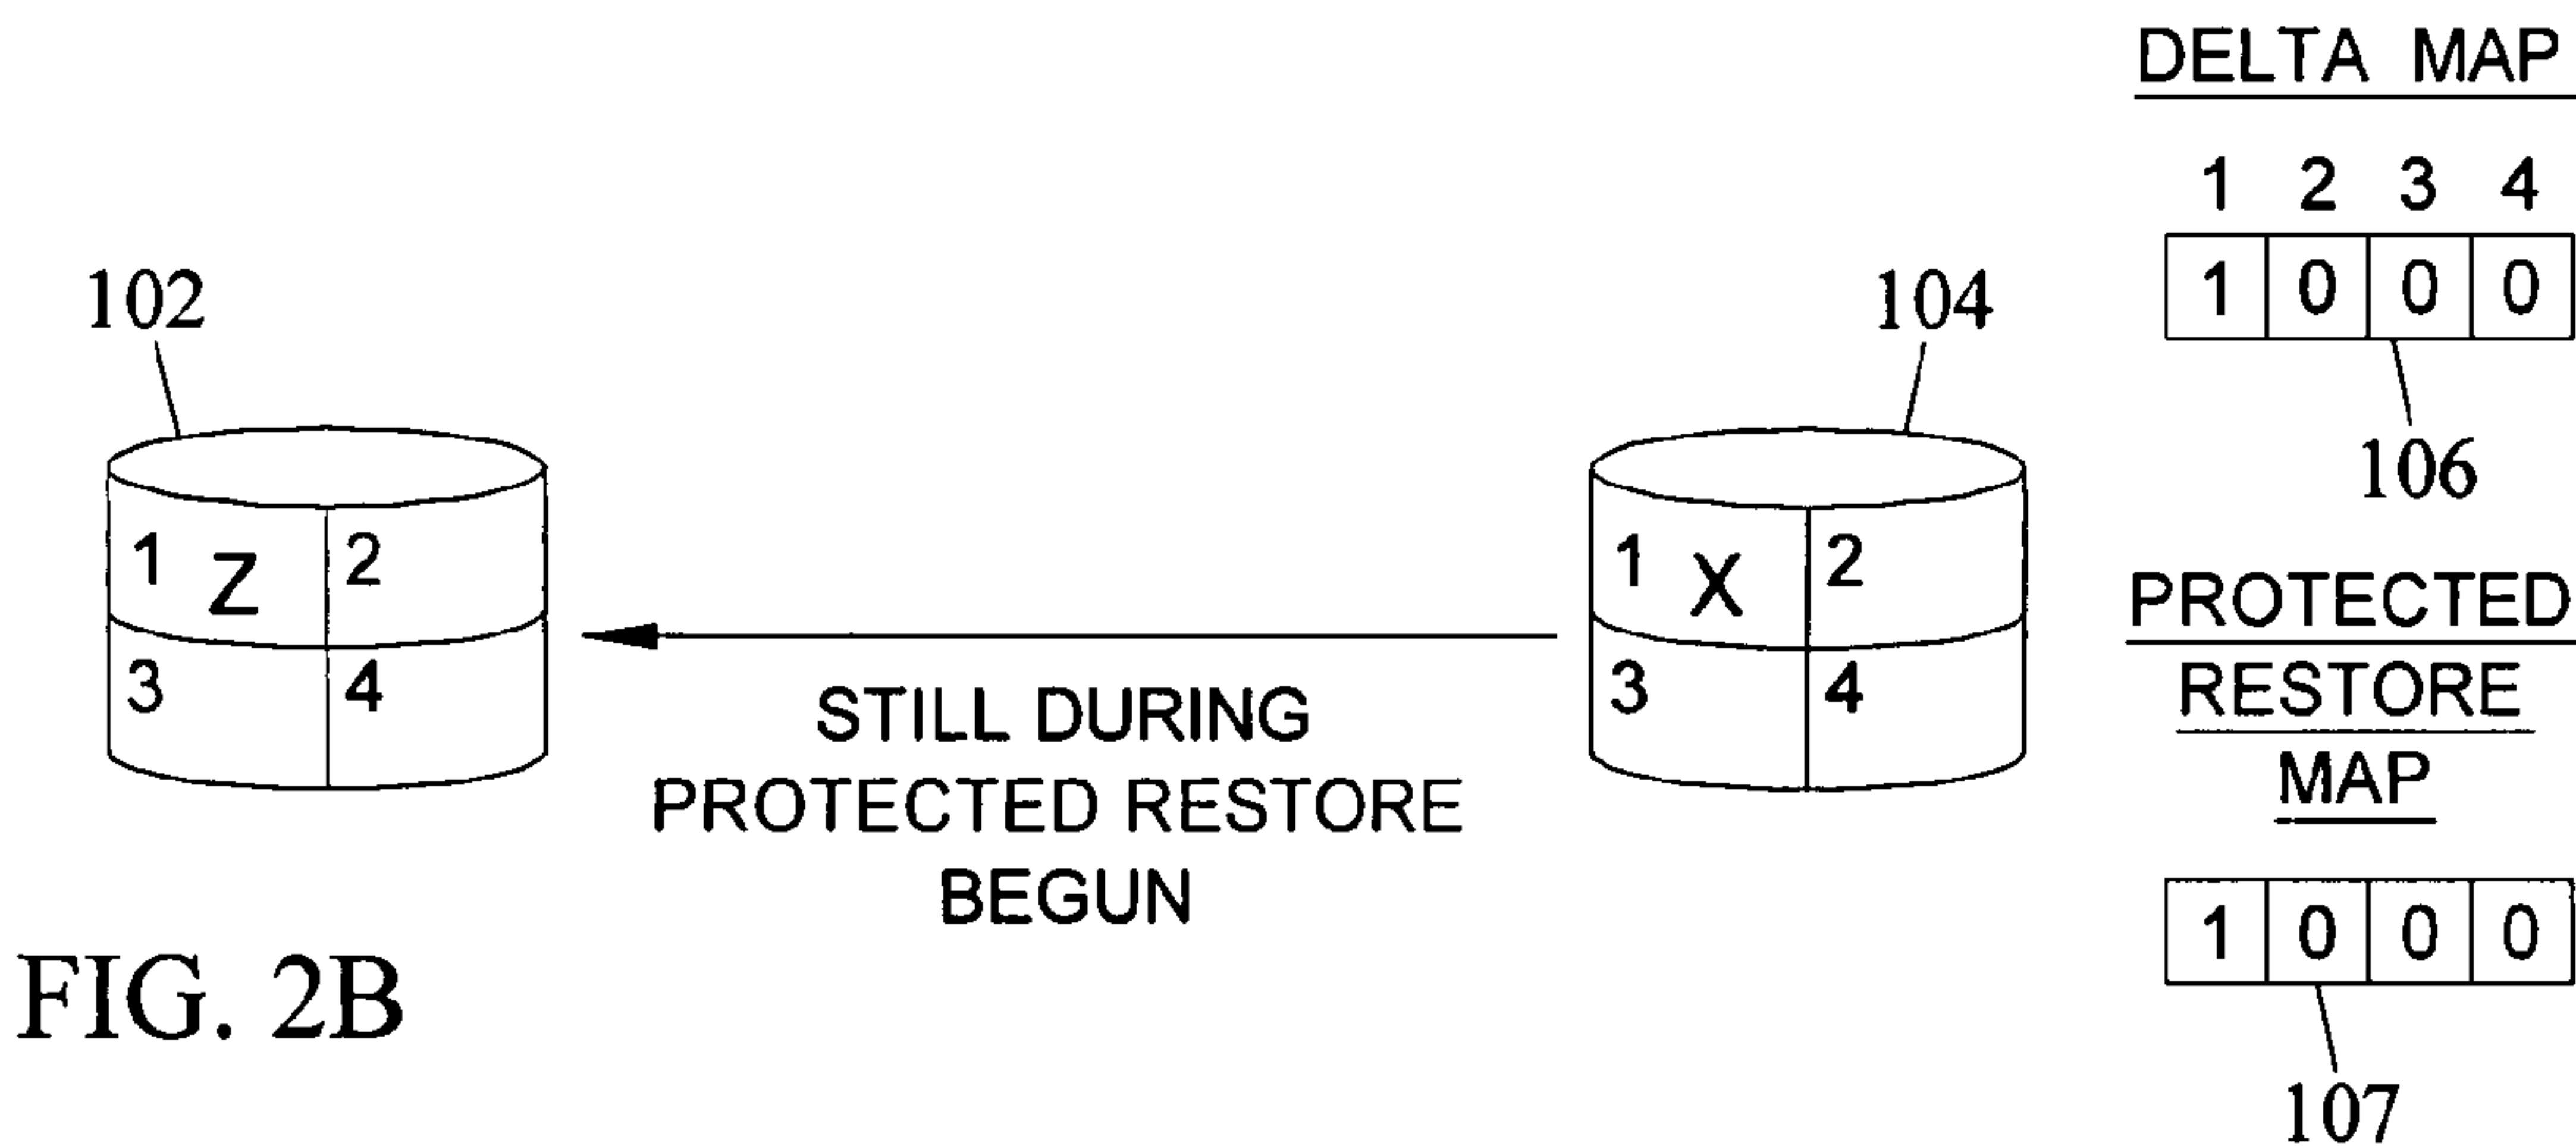 DELTA MAP
1 2 3 4
1 0 0 0
106
102
1 Z 2
3 4
104
1 X 2
3 4
STILL DURING
PROTECTED RESTORE
BEGUN
PROTECTED
RESTORE
MAP
1 0 0 0
107
FIG. 2B